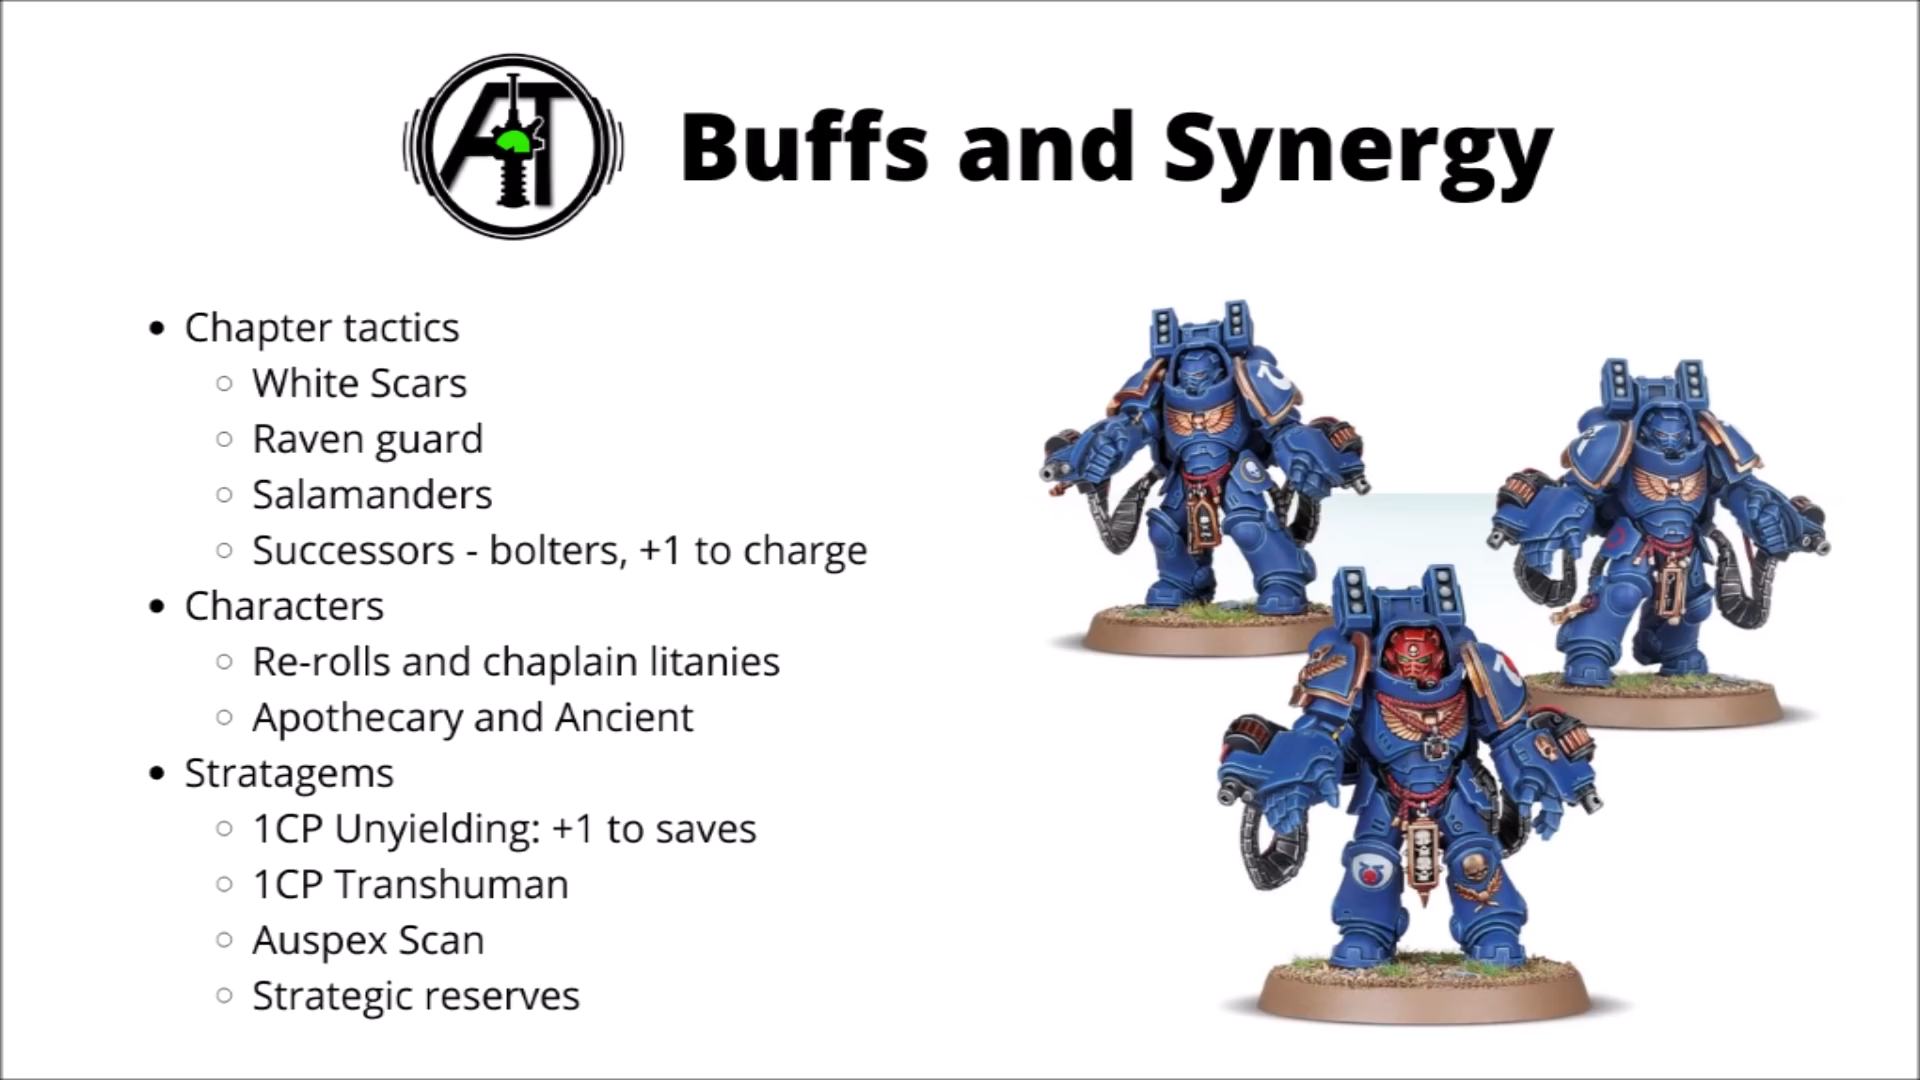 AT
Buffs and Synergy
Chapter tactics
White Scars
Raven guard
Salamanders
Successors - bolters, +1 to charge
Characters
Re-rolls and chaplain litanies
Apothecary and Ancient
Stratagems
1CP Unyielding: +1 to saves
1CP Transhuman
Auspex Scan
Strategic reserves